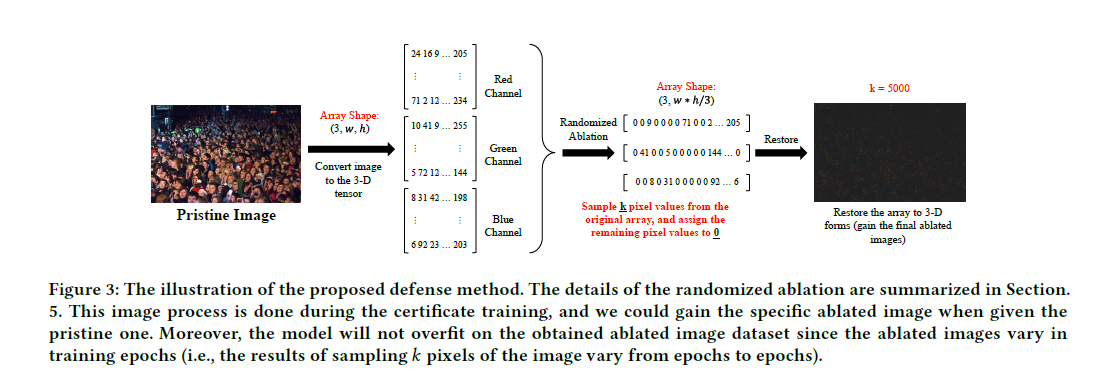 Pristine Image
Array Shape:
(3, w, h)
Convert image
to the 3-D
tensor
24 16 9 ... 205
⋮ ⋮
71 2 12 ... 234
Red
Channel
10 41 9 ... 255
⋮ ⋮
5 72 12 ... 144
Green
Channel
8 31 42 ... 198
⋮ ⋮
6 92 23 ... 203
Blue
Channel
Randomized
Ablation
Array Shape:
(3, w * h/3)
[ 0 0 9 0 0 0 0 71 0 0 2 ... 205 ]
[ 0 41 0 0 5 0 0 0 0 0 144 ... 0 ]
[ 0 0 8 0 31 0 0 0 0 92 ... 6 ]
Sample k pixel values from the
original array, and assign the
remaining pixel values to 0
Restore
k = 5000
Restore the array to 3-D
forms (gain the final ablated
images)
Figure 3: The illustration of the proposed defense method. The details of the randomized ablation are summarized in Section.
5. This image process is done during the certificate training, and we could gain the specific ablated image when given the
pristine one. Moreover, the model will not overfit on the obtained ablated image dataset since the ablated images vary in
training epochs (i.e., the results of sampling k pixels of the image vary from epochs to epochs).